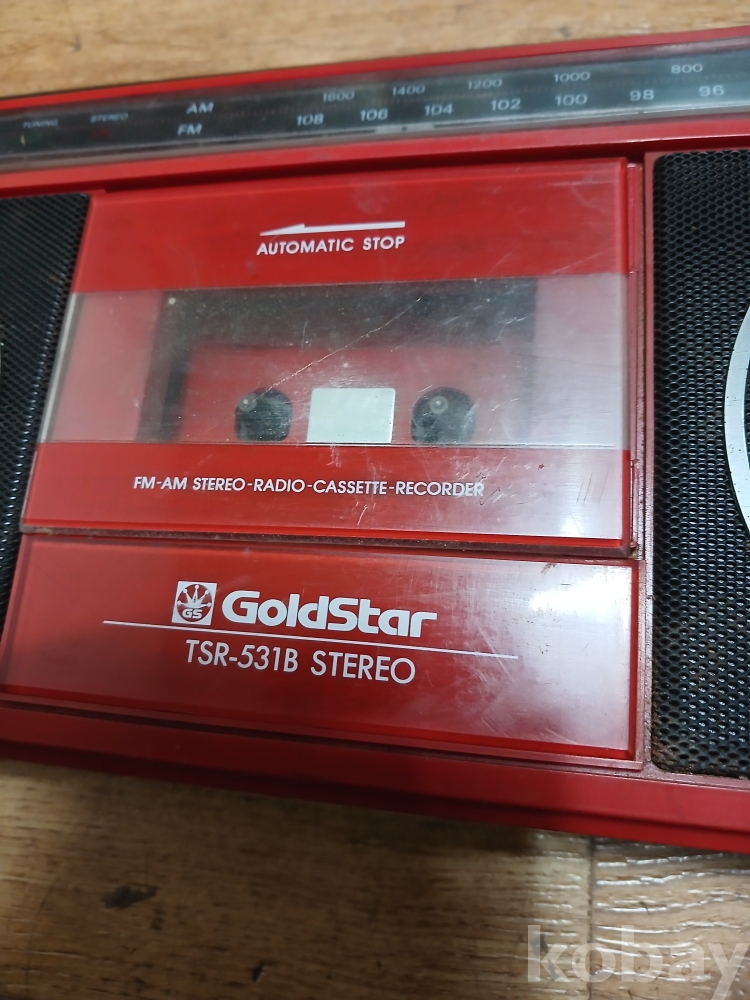 TUNING STEREO AM 1600 1400 1200 1000 800
FM 108 106 104 102 100 98 96
AUTOMATIC STOP
FM-AM STEREO-RADIO-CASSETTE-RECORDER
GS GoldStar
TSR-531B STEREO
kobay